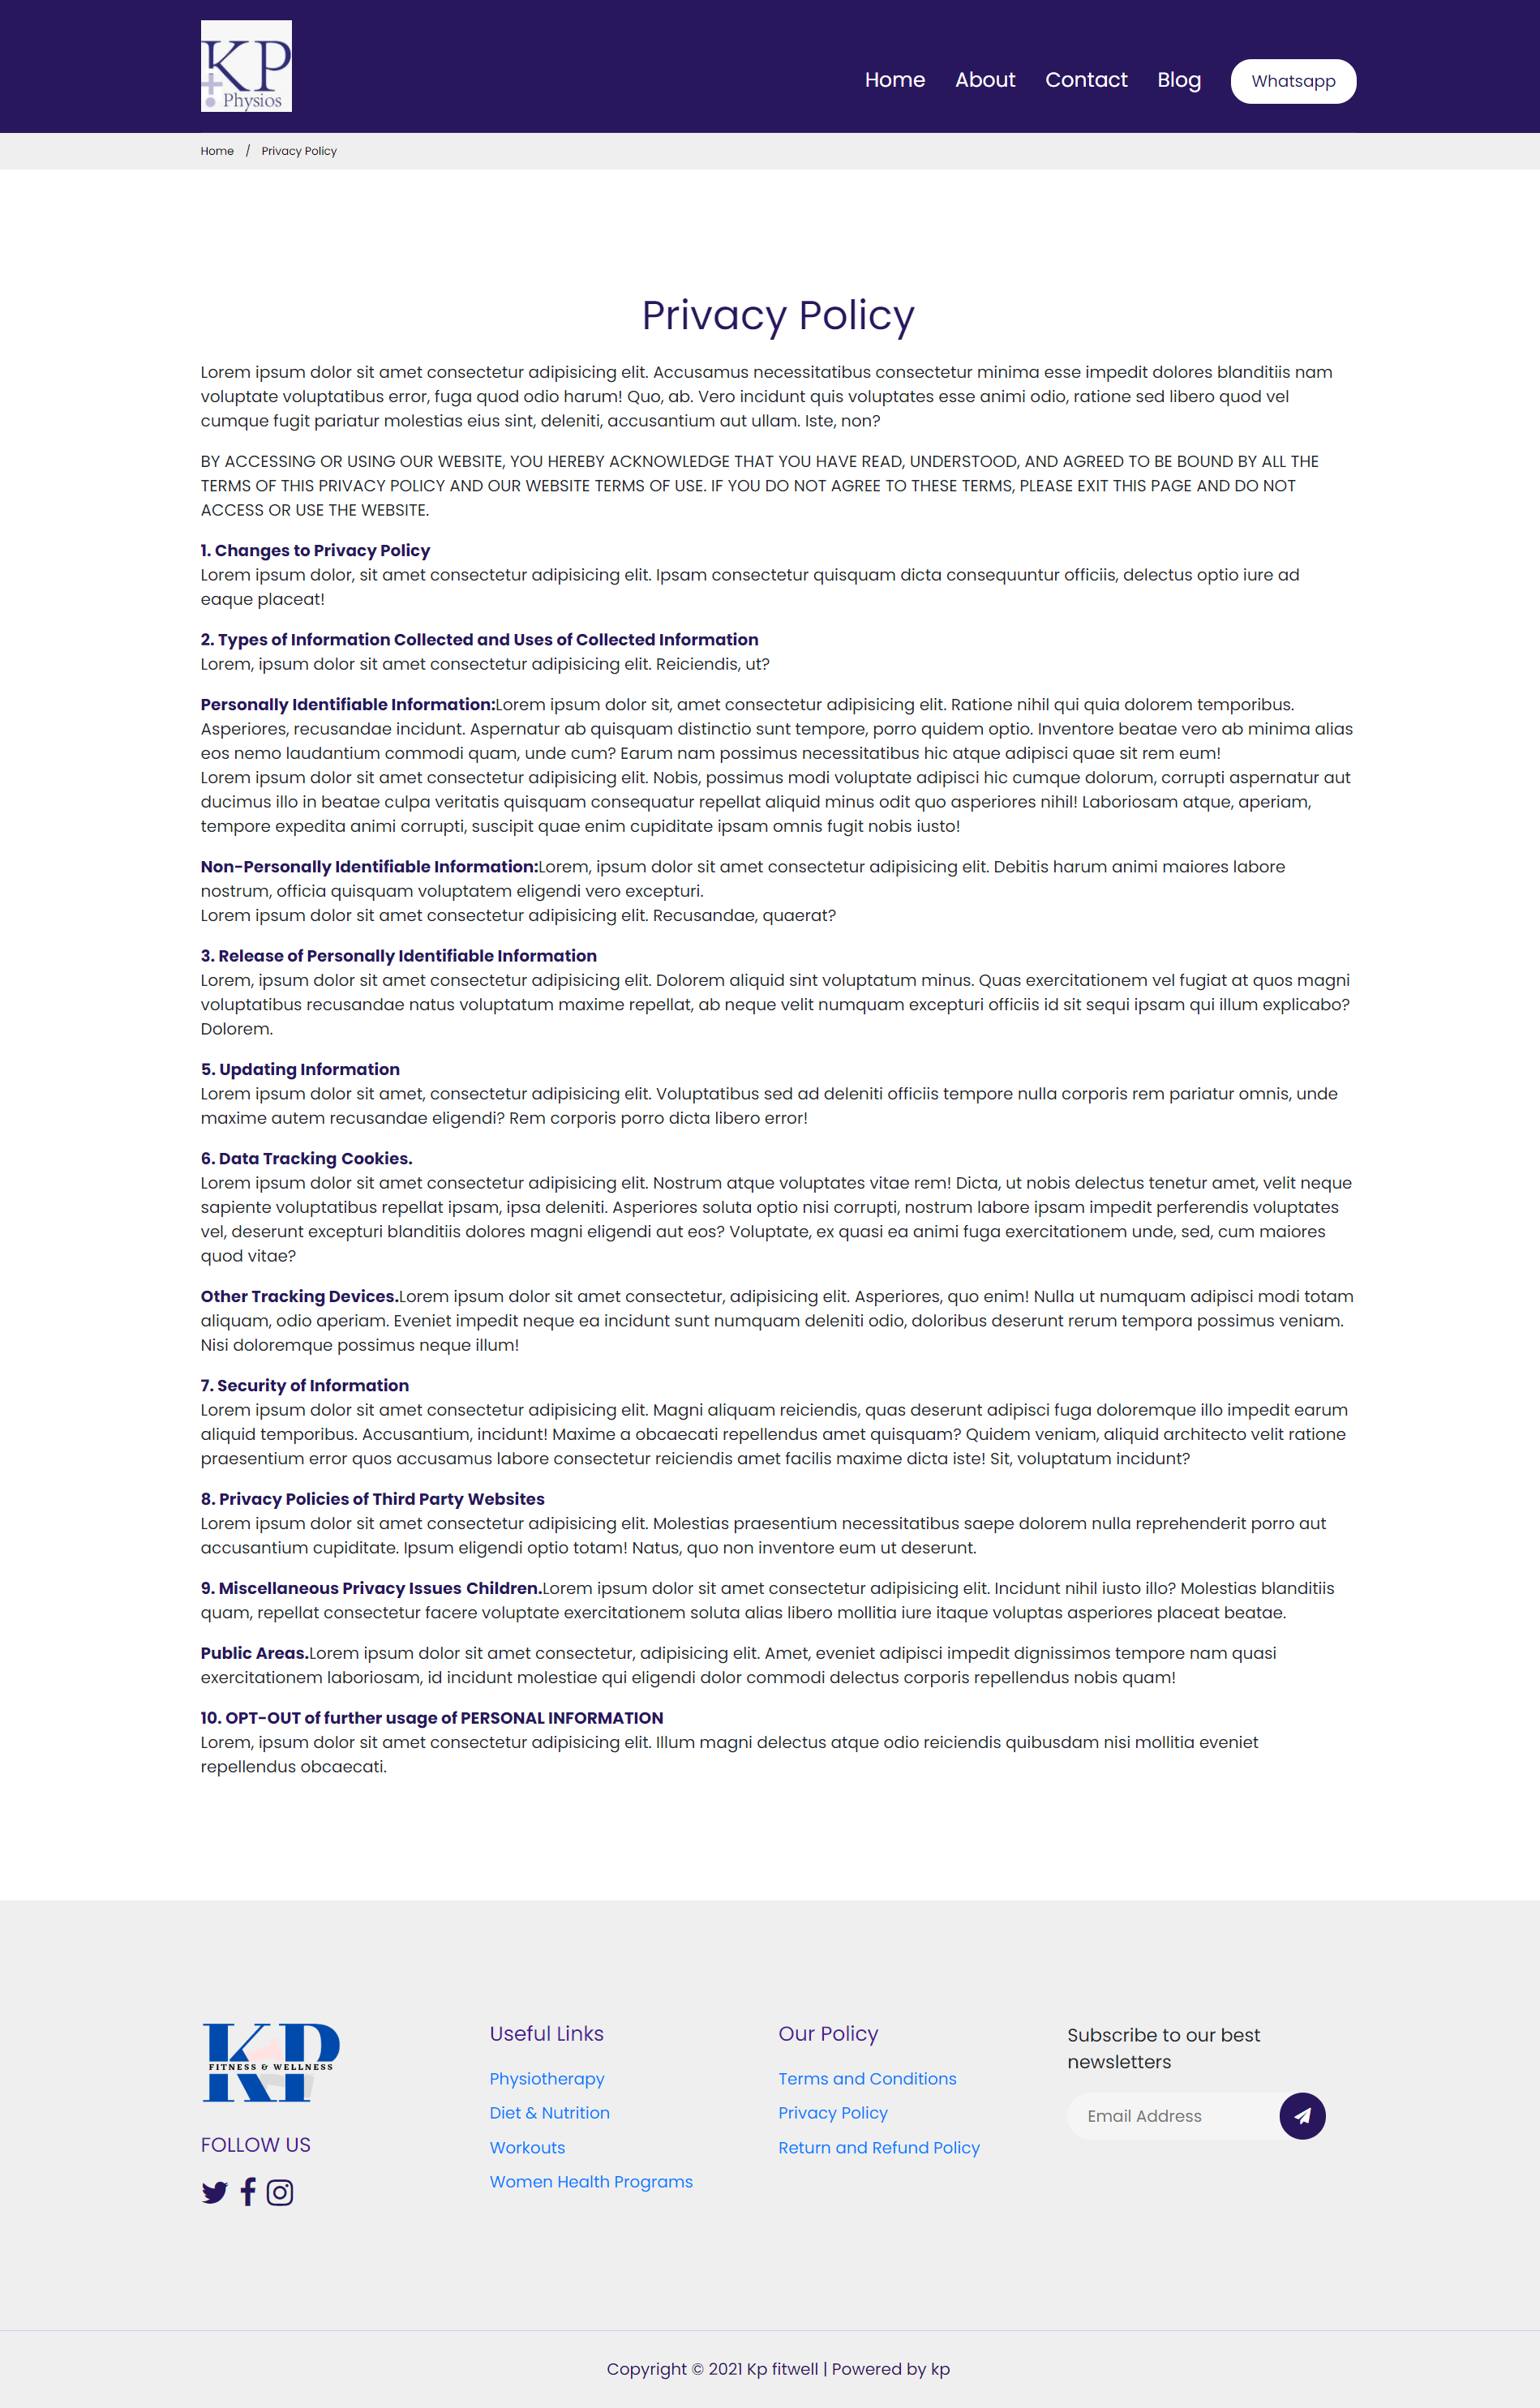 KP
Physios
Home
About
Contact
Blog
Whatsapp
Home / Privacy Policy
Privacy Policy
Lorem ipsum dolor sit amet consectetur adipisicing elit. Accusamus necessitatibus consectetur minima esse impedit dolores blanditiis nam
voluptate voluptatibus error, fuga quod odio harum! Quo, ab. Vero incidunt quis voluptates esse animi odio, ratione sed libero quod vel
cumque fugit pariatur molestias eius sint, deleniti, accusantium aut ullam. Iste, non?
BY ACCESSING OR USING OUR WEBSITE, YOU HEREBY ACKNOWLEDGE THAT YOU HAVE READ, UNDERSTOOD, AND AGREED TO BE BOUND BY ALL THE
TERMS OF THIS PRIVACY POLICY AND OUR WEBSITE TERMS OF USE. IF YOU DO NOT AGREE TO THESE TERMS, PLEASE EXIT THIS PAGE AND DO NOT
ACCESS OR USE THE WEBSITE.
1. Changes to Privacy Policy
Lorem ipsum dolor, sit amet consectetur adipisicing elit. Ipsam consectetur quisquam dicta consequuntur officiis, delectus optio iure ad
eaque placeat!
2. Types of Information Collected and Uses of Collected Information
Lorem, ipsum dolor sit amet consectetur adipisicing elit. Reiciendis, ut?
Personally Identifiable Information:Lorem ipsum dolor sit, amet consectetur adipisicing elit. Ratione nihil qui quia dolorem temporibus.
Asperiores, recusandae incidunt. Aspernatur ab quisquam distinctio sunt tempore, porro quidem optio. Inventore beatae vero ab minima alias
eos nemo laudantium commodi quam, unde cum? Earum nam possimus necessitatibus hic atque adipisci quae sit rem eum!
Lorem ipsum dolor sit amet consectetur adipisicing elit. Nobis, possimus modi voluptate adipisci hic cumque dolorum, corrupti aspernatur aut
ducimus illo in beatae culpa veritatis quisquam consequatur repellat aliquid minus odit quo asperiores nihil! Laboriosam atque, aperiam,
tempore expedita animi corrupti, suscipit quae enim cupiditate ipsam omnis fugit nobis iusto!
Non-Personally Identifiable Information:Lorem, ipsum dolor sit amet consectetur adipisicing elit. Debitis harum animi maiores labore
nostrum, officia quisquam voluptatem eligendi vero excepturi.
Lorem ipsum dolor sit amet consectetur adipisicing elit. Recusandae, quaerat?
3. Release of Personally Identifiable Information
Lorem, ipsum dolor sit amet consectetur adipisicing elit. Dolorem aliquid sint voluptatum minus. Quas exercitationem vel fugiat at quos magni
voluptatibus recusandae natus voluptatum maxime repellat, ab neque velit numquam excepturi officiis id sit sequi ipsam qui illum explicabo?
Dolorem.
5. Updating Information
Lorem ipsum dolor sit amet, consectetur adipisicing elit. Voluptatibus sed ad deleniti officiis tempore nulla corporis rem pariatur omnis, unde
maxime autem recusandae eligendi? Rem corporis porro dicta libero error!
6. Data Tracking Cookies.
Lorem ipsum dolor sit amet consectetur adipisicing elit. Nostrum atque voluptates vitae rem! Dicta, ut nobis delectus tenetur amet, velit neque
sapiente voluptatibus repellat ipsam, ipsa deleniti. Asperiores soluta optio nisi corrupti, nostrum labore ipsam impedit perferendis voluptates
vel, deserunt excepturi blanditiis dolores magni eligendi aut eos? Voluptate, ex quasi ea animi fuga exercitationem unde, sed, cum maiores
quod vitae?
Other Tracking Devices.Lorem ipsum dolor sit amet consectetur, adipisicing elit. Asperiores, quo enim! Nulla ut numquam adipisci modi totam
aliquam, odio aperiam. Eveniet impedit neque ea incidunt sunt numquam deleniti odio, doloribus deserunt rerum tempora possimus veniam.
Nisi doloremque possimus neque illum!
7. Security of Information
Lorem ipsum dolor sit amet consectetur adipisicing elit. Magni aliquam reiciendis, quas deserunt adipisci fuga doloremque illo impedit earum
aliquid temporibus. Accusantium, incidunt! Maxime a obcaecati repellendus amet quisquam? Quidem veniam, aliquid architecto velit ratione
praesentium error quos accusamus labore consectetur reiciendis amet facilis maxime dicta iste! Sit, voluptatum incidunt?
8. Privacy Policies of Third Party Websites
Lorem ipsum dolor sit amet consectetur adipisicing elit. Molestias praesentium necessitatibus saepe dolorem nulla reprehenderit porro aut
accusantium cupiditate. Ipsum eligendi optio totam! Natus, quo non inventore eum ut deserunt.
9. Miscellaneous Privacy Issues Children.Lorem ipsum dolor sit amet consectetur adipisicing elit. Incidunt nihil iusto illo? Molestias blanditiis
quam, repellat consectetur facere voluptate exercitationem soluta alias libero mollitia iure itaque voluptas asperiores placeat beatae.
Public Areas.Lorem ipsum dolor sit amet consectetur, adipisicing elit. Amet, eveniet adipisci impedit dignissimos tempore nam quasi
exercitationem laboriosam, id incidunt molestiae qui eligendi dolor commodi delectus corporis repellendus nobis quam!
10. OPT-OUT of further usage of PERSONAL INFORMATION
Lorem, ipsum dolor sit amet consectetur adipisicing elit. Illum magni delectus atque odio reiciendis quibusdam nisi mollitia eveniet
repellendus obcaecati.
KP
FITNESS & WELLNESS
FOLLOW US
Useful Links
Physiotherapy
Diet & Nutrition
Workouts
Women Health Programs
Our Policy
Terms and Conditions
Privacy Policy
Return and Refund Policy
Subscribe to our best
newsletters
Email Address
Copyright © 2021 Kp fitwell | Powered by kp